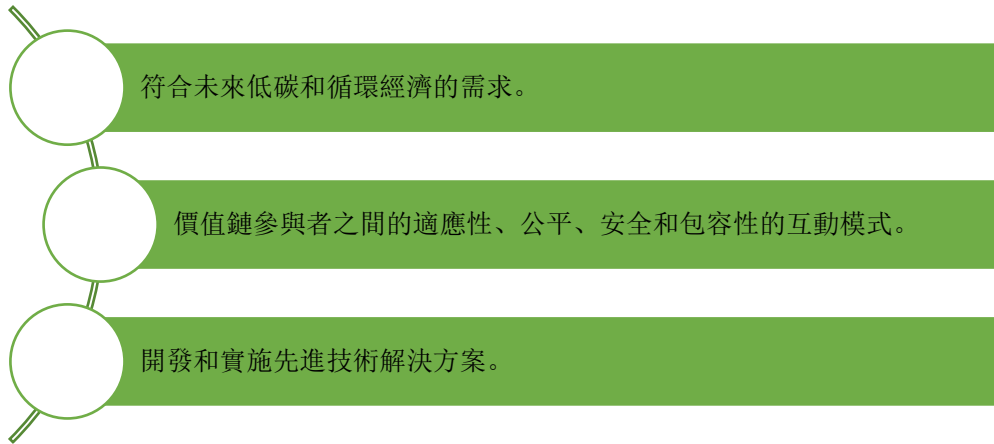 符合未來低碳和循環經濟的需求。
價值鏈參與者之間的適應性、公平、安全和包容性的互動模式。
開發和實施先進技術解決方案。